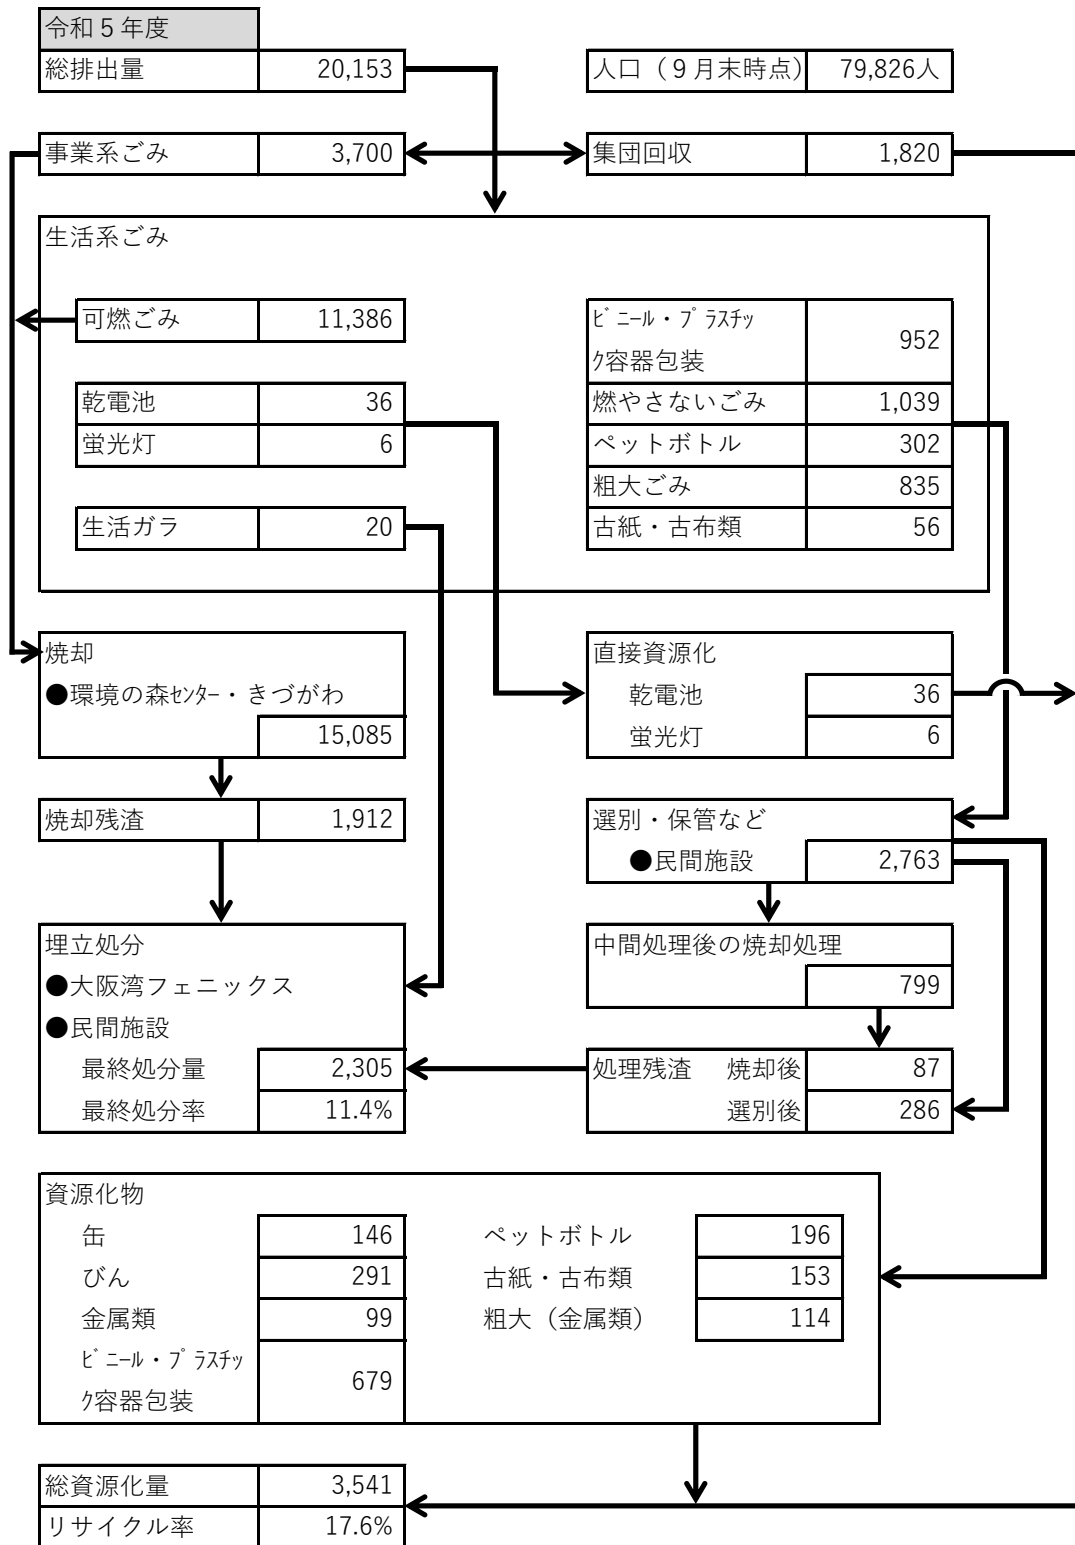 令和５年度
総排出量 20,153 人口（９月末時点） 79,826人
事業系ごみ 3,700 集団回収 1,820
生活系ごみ
可燃ごみ 11,386
ﾋﾞﾆｰﾙ・ﾌﾟﾗｽﾁｯ
ｸ容器包装 952
乾電池 36 燃やさないごみ 1,039
蛍光灯 6 ペットボトル 302
粗大ごみ 835
生活ガラ 20 古紙・古布類 56
焼却 直接資源化
●環境の森ｾﾝﾀｰ・きづがわ 乾電池 36
15,085 蛍光灯 6
焼却残渣 1,912 選別・保管など
●民間施設 2,763
埋立処分 中間処理後の焼却処理
●大阪湾フェニックス 799
●民間施設
最終処分量 2,305 処理残渣 焼却後 87
最終処分率 11.4% 選別後 286
資源化物
缶 146 ペットボトル 196
びん 291 古紙・古布類 153
金属類 99 粗大（金属類） 114
ﾋﾞﾆｰﾙ・ﾌﾟﾗｽﾁｯ
ｸ容器包装 679
総資源化量 3,541
リサイクル率 17.6%